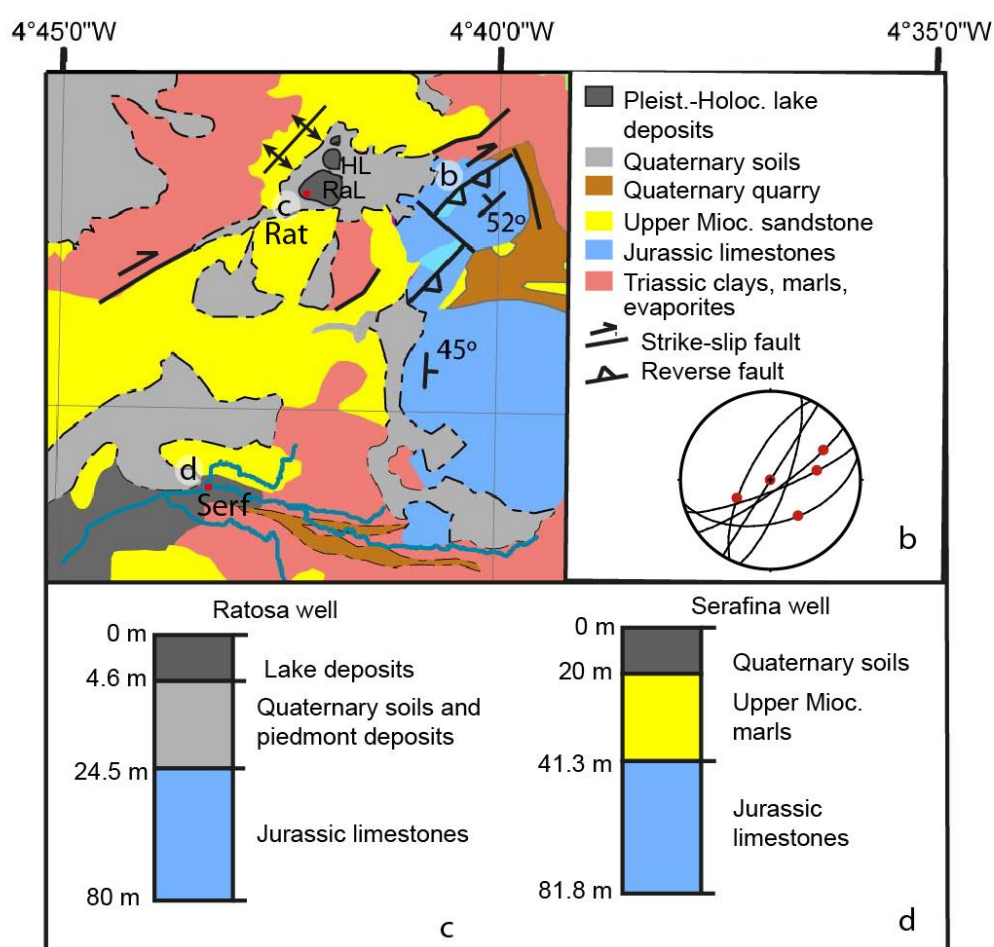 4°45'0"W
4°40'0"W
4°35'0"W
HL
RaL
c
Rat
b
52º
45º
d
Serf
Pleist.-Holoc. lake
deposits
Quaternary soils
Quaternary quarry
Upper Mioc. sandstone
Jurassic limestones
Triassic clays, marls,
evaporites
Strike-slip fault
Reverse fault
b
Ratosa well
0 m
4.6 m
24.5 m
80 m
Lake deposits
Quaternary soils and
piedmont deposits
Jurassic limestones
c
Serafina well
0 m
20 m
41.3 m
81.8 m
Quaternary soils
Upper Mioc.
marls
Jurassic
limestones
d